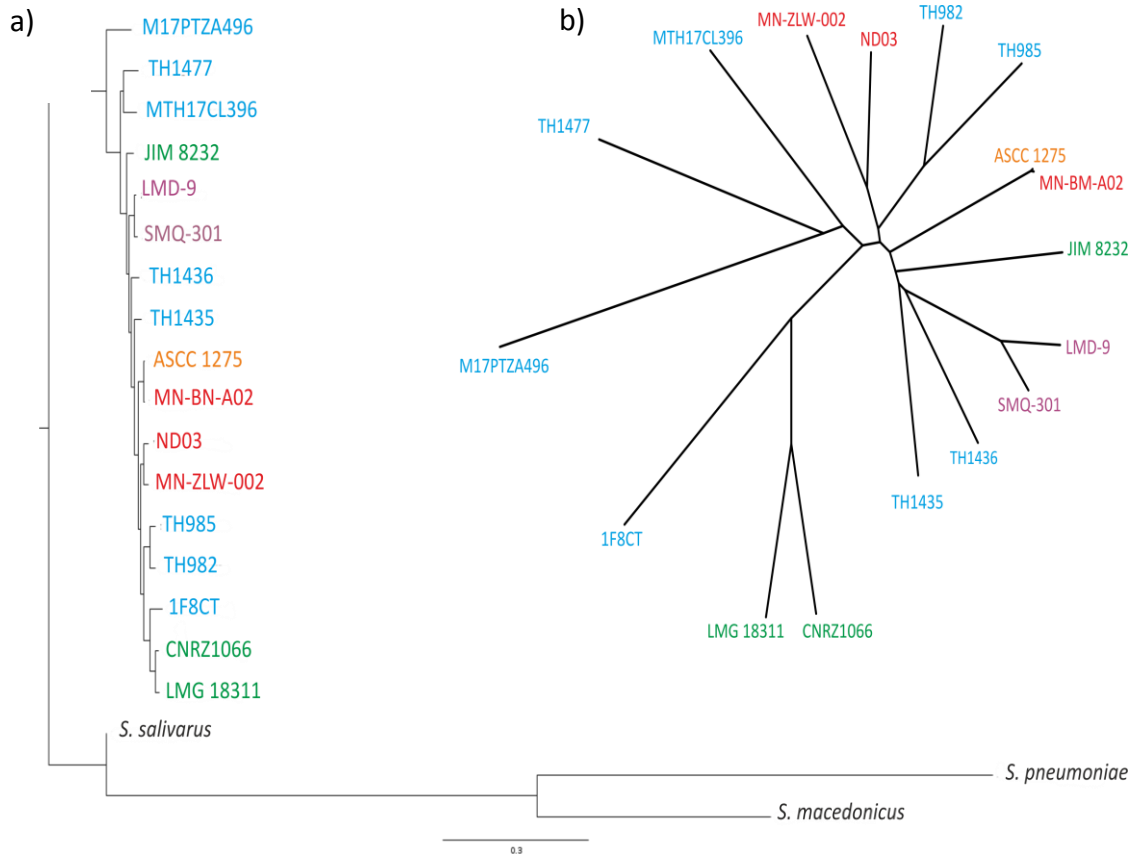 a)
M17PTZA496
TH1477
MTH17CL396
JIM 8232
LMD-9
SMQ-301
TH1436
TH1435
ASCC 1275
MN-BN-A02
ND03
MN-ZLW-002
TH985
TH982
1F8CT
CNRZ1066
LMG 18311
S. salivarus
S. pneumoniae
S. macedonicus
0.3
b)
MTH17CL396
MN-ZLW-002
ND03
TH982
TH985
ASCC 1275
MN-BM-A02
JIM 8232
LMD-9
SMQ-301
TH1436
TH1435
CNRZ1066
LMG 18311
1F8CT
M17PTZA496
TH1477